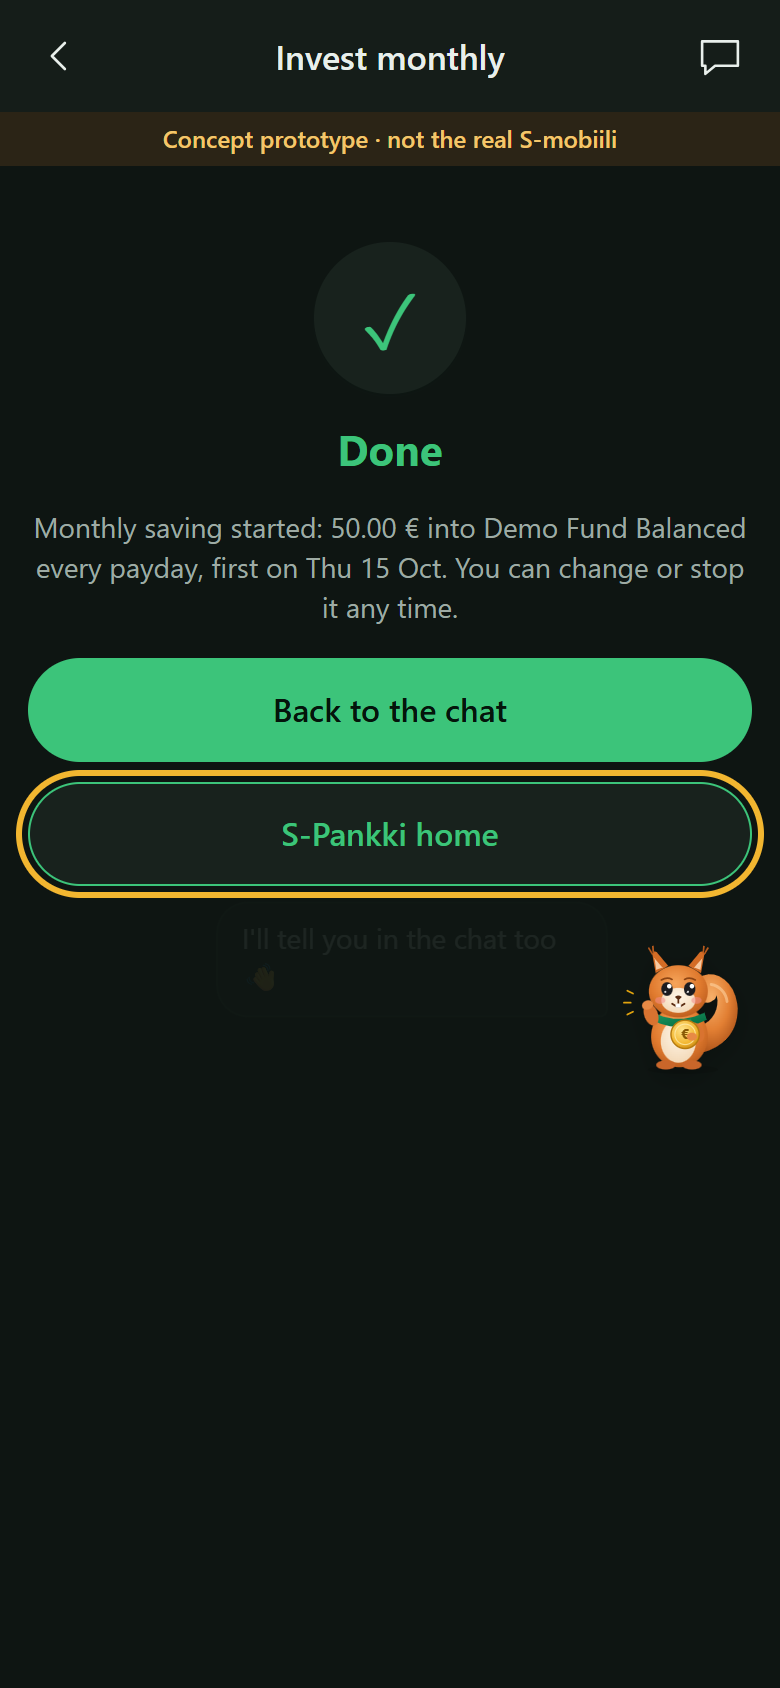 Invest monthly
Concept prototype · not the real S-mobiili
Done
Monthly saving started: 50.00 € into Demo Fund Balanced
every payday, first on Thu 15 Oct. You can change or stop
it any time.
Back to the chat
S-Pankki home
I'll tell you in the chat too
€